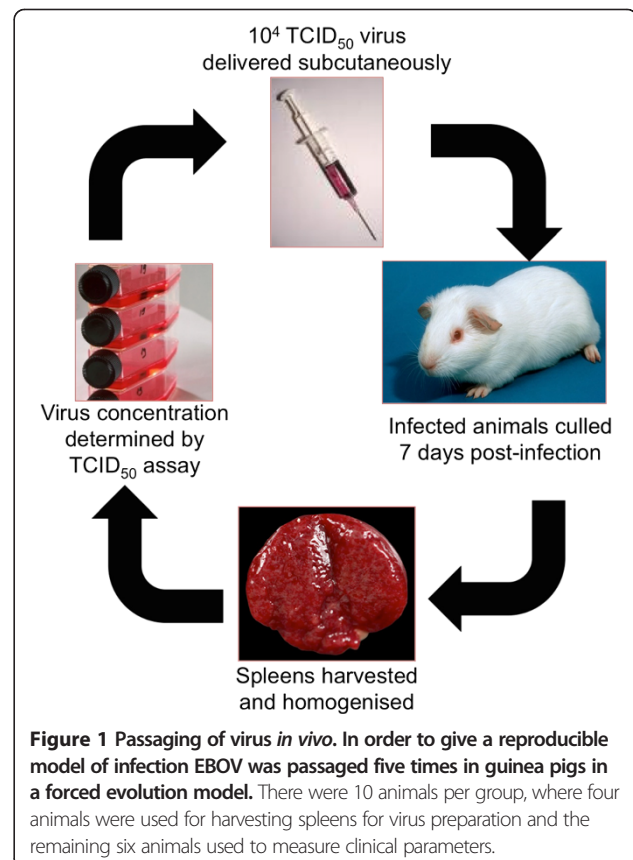 10⁴ TCID₅₀ virus
delivered subcutaneously
Infected animals culled
7 days post-infection
Spleens harvested
and homogenised
Virus concentration
determined by
TCID₅₀ assay
Figure 1 Passaging of virus in vivo. In order to give a reproducible
model of infection EBOV was passaged five times in guinea pigs in
a forced evolution model. There were 10 animals per group, where four
animals were used for harvesting spleens for virus preparation and the
remaining six animals used to measure clinical parameters.